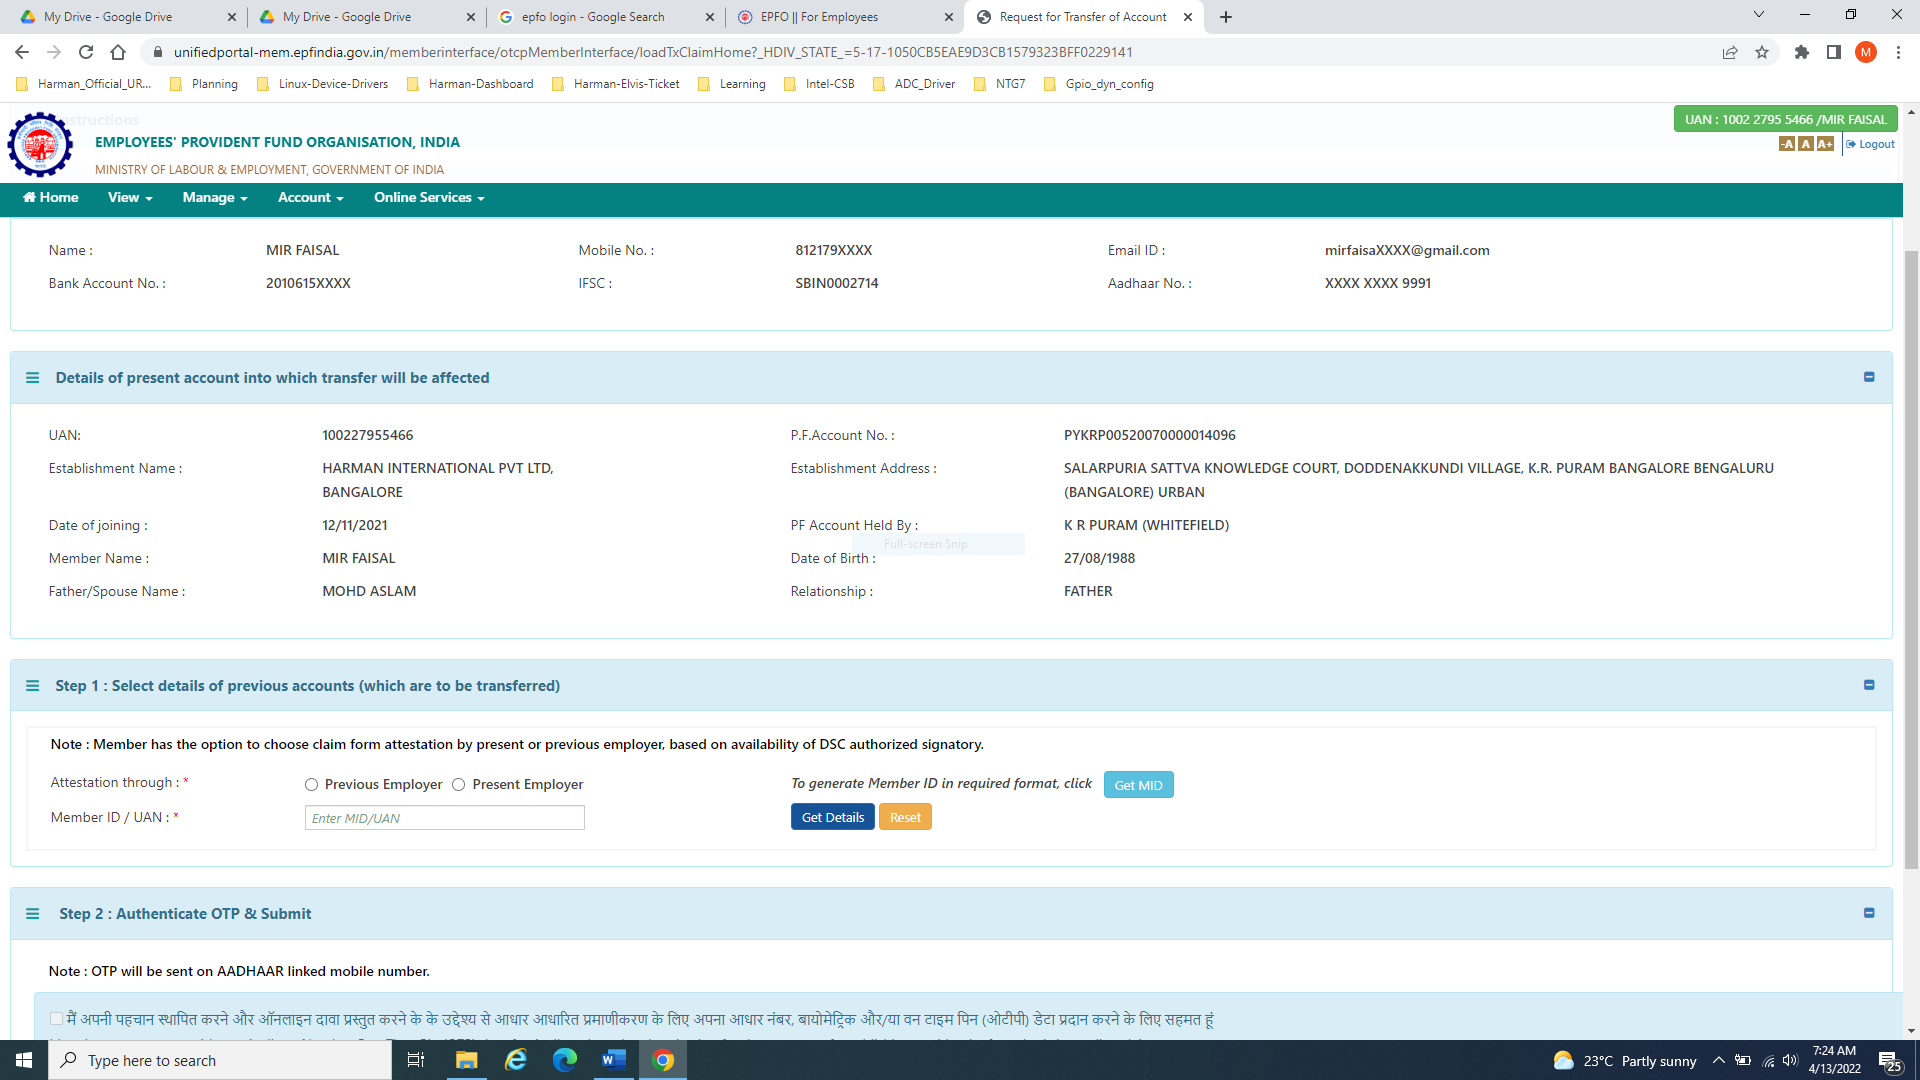 My Drive - Google Drive
My Drive - Google Drive
epfo login - Google Search
EPFO || For Employees
Request for Transfer of Account
unifiedportal-mem.epfindia.gov.in/memberinterface/otcpMemberInterface/loadTxClaimHome?_HDIV_STATE_=5-17-1050CB5EAE9D3CB1579323BFF0229141
M
Harman_Official_UR... Planning Linux-Device-Drivers Harman-Dashboard Harman-Elvis-Ticket Learning Intel-CSB ADC_Driver NTG7 Gpio_dyn_config
EMPLOYEES' PROVIDENT FUND ORGANISATION, INDIA
MINISTRY OF LABOUR & EMPLOYMENT, GOVERNMENT OF INDIA
UAN : 1002 2795 5466 /MIR FAISAL
-A A A+ Logout
Home View Manage Account Online Services
Name : MIR FAISAL Mobile No. : 812179XXXX Email ID : mirfaisaXXXX@gmail.com
Bank Account No. : 2010615XXXX IFSC : SBIN0002714 Aadhaar No. : XXXX XXXX 9991
Details of present account into which transfer will be affected
UAN: 100227955466 P.F.Account No. : PYKRP00520070000014096
Establishment Name : HARMAN INTERNATIONAL PVT LTD, Establishment Address : SALARPURIA SATTVA KNOWLEDGE COURT, DODDENAKKUNDI VILLAGE, K.R. PURAM BANGALORE BENGALURU
BANGALORE (BANGALORE) URBAN
Date of joining : 12/11/2021 PF Account Held By : K R PURAM (WHITEFIELD)
Full-screen Snip
Member Name : MIR FAISAL Date of Birth : 27/08/1988
Father/Spouse Name : MOHD ASLAM Relationship : FATHER
Step 1 : Select details of previous accounts (which are to be transferred)
Note : Member has the option to choose claim form attestation by present or previous employer, based on availability of DSC authorized signatory.
Attestation through : * Previous Employer Present Employer To generate Member ID in required format, click Get MID
Member ID / UAN : * Enter MID/UAN Get Details Reset
Step 2 : Authenticate OTP & Submit
Note : OTP will be sent on AADHAAR linked mobile number.
मैं अपनी पहचान स्थापित करने और ऑनलाइन दावा प्रस्तुत करने के के उद्देश्य से आधार आधारित प्रमाणीकरण के लिए अपना आधार नंबर, बायोमेट्रिक और/या वन टाइम पिन (ओटीपी) डेटा प्रदान करने के लिए सहमत हूं
Type here to search
23°C Partly sunny
7:24 AM
4/13/2022
25